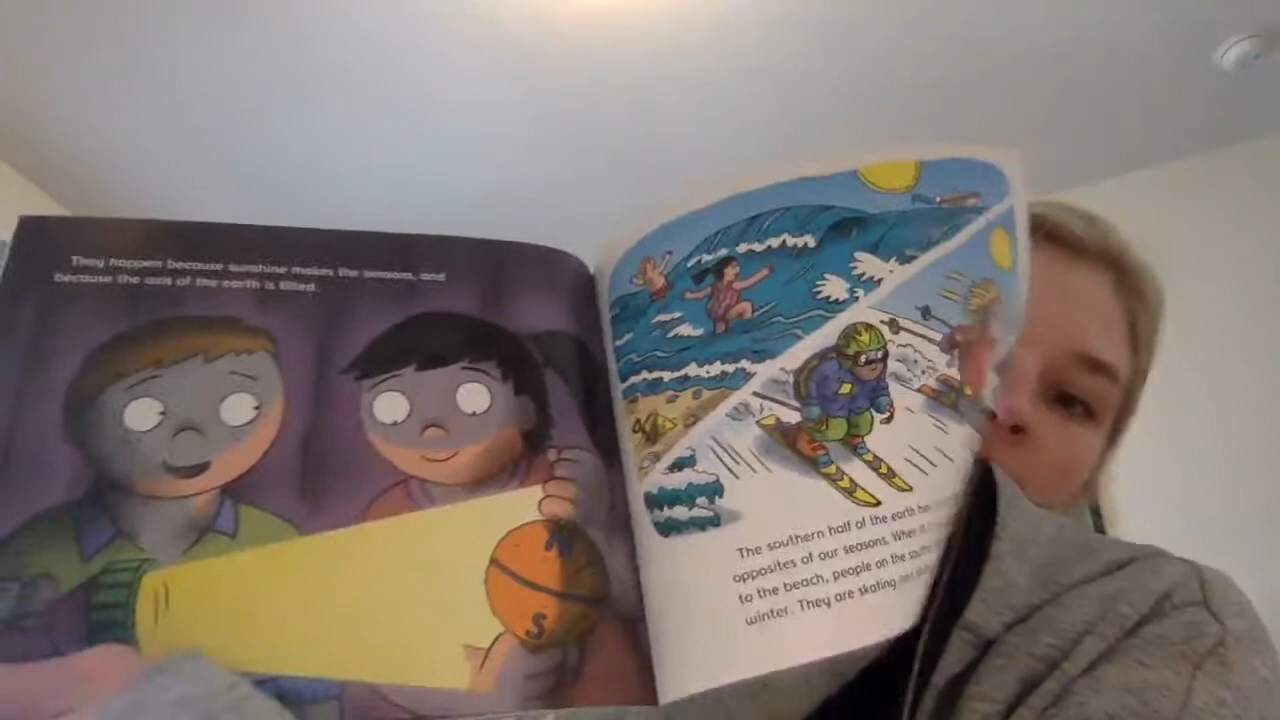 They happen because sunshine makes the seasons, and
because the axis of the earth is tilted.
N
S
The southern half of the earth has
opposites of our seasons. When
to the beach, people on the
winter. They are skating